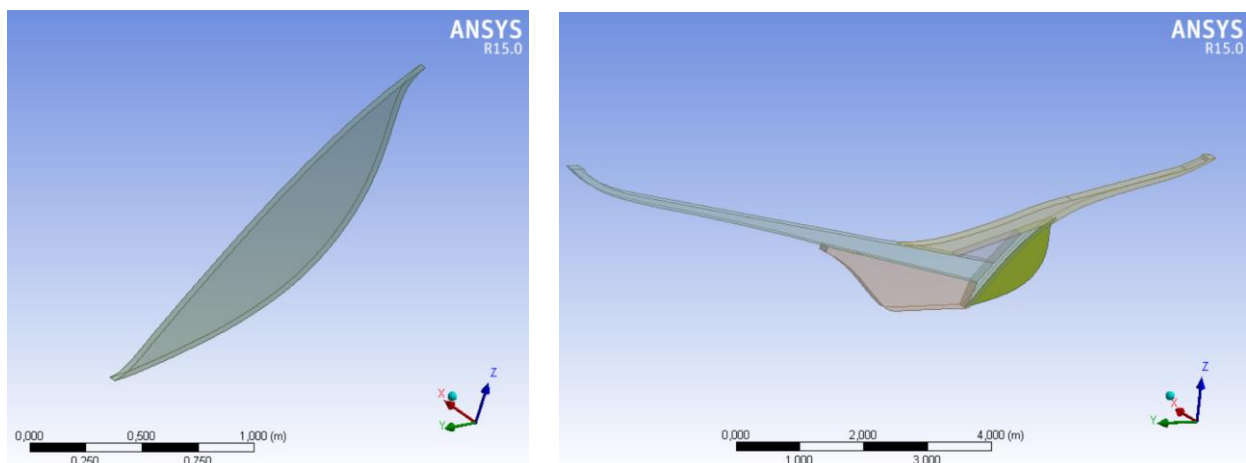 ANSYS
R15.0
Z
X
Y
0,000 0,500 1,000 (m)
0,250 0,750
ANSYS
R15.0
Z
X
Y
0,000 2,000 4,000 (m)
1,000 3,000